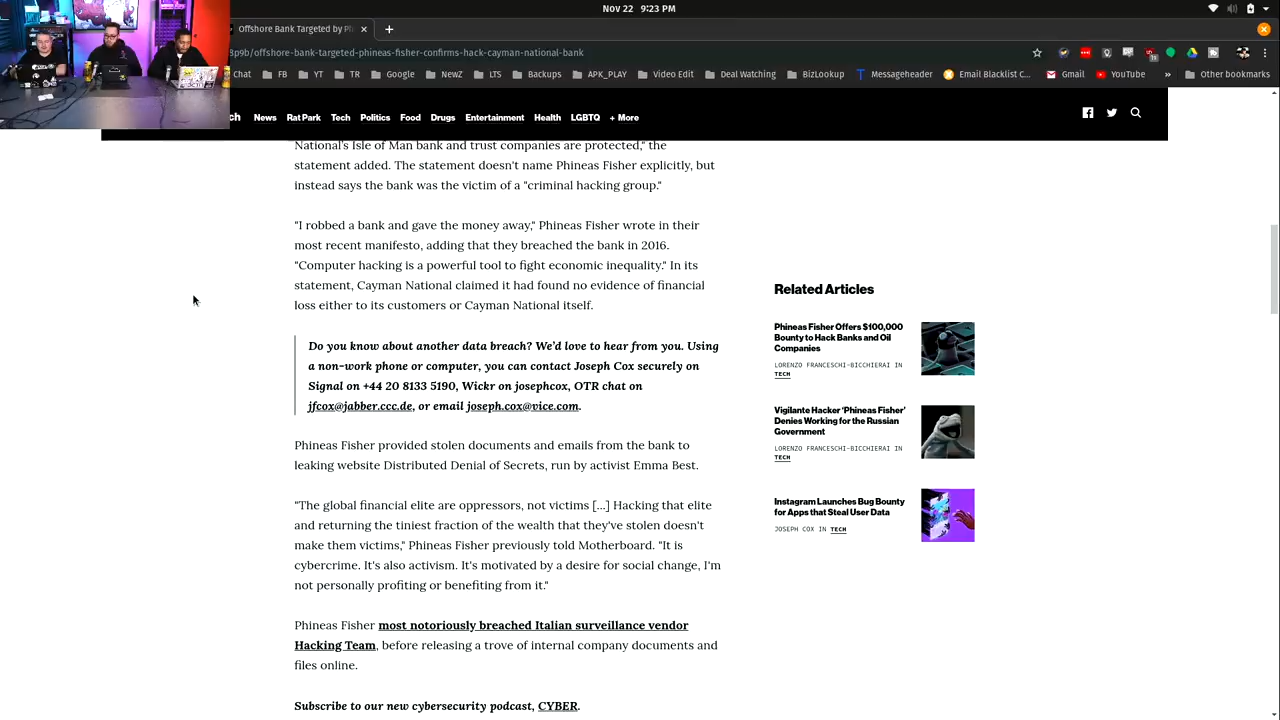 Nov 22 9:23 PM
Offshore Bank Targeted by Ph
8p9b/offshore-bank-targeted-phineas-fisher-confirms-hack-cayman-national-bank
Chat FB YT TR Google NewZ LTS Backups APK_PLAY Video Edit Developething BizLookup Messenger card Email Backlist C... Gmail YouTube Other bookmarks
ch News Rat Park Tech Politics Food Drugs Entertainment Health LGBTQ + More
National's Isle of Man bank and trust companies are protected," the
statement added. The statement doesn't name Phineas Fisher explicitly, but
instead says the bank was the victim of a "criminal hacking group."
"I robbed a bank and gave the money away," Phineas Fisher wrote in their
most recent manifesto, adding that they breached the bank in 2016.
"Computer hacking is a powerful tool to fight economic inequality." In its
statement, Cayman National claimed it had found no evidence of financial
loss either to its customers or Cayman National itself.
Do you know about another data breach? We'd love to hear from you. Using
a non-work phone or computer, you can contact Joseph Cox securely on
Signal on +44 20 8133 5190, Wickr on josephcox, OTR chat on
jfcox@jabber.ccc.de, or email joseph.cox@vice.com.
Phineas Fisher provided stolen documents and emails from the bank to
leaking website Distributed Denial of Secrets, run by activist Emma Best.
"The global financial elite are oppressors, not victims [...] Hacking that elite
and returning the tiniest fraction of the wealth that they've stolen doesn't
make them victims," Phineas Fisher previously told Motherboard. "It is
cybercrime. It's also activism. It's motivated by a desire for social change, I'm
not personally profiting or benefiting from it."
Phineas Fisher most notoriously breached Italian surveillance vendor
Hacking Team, before releasing a trove of internal company documents and
files online.
Subscribe to our new cybersecurity podcast, CYBER.
Related Articles
Phineas Fisher Offers $100,000
Bounty to Hack Banks and Oil
Companies
LORENZO FRANCESCHI-BICCHIERAI IN
TECH
Vigilante Hacker 'Phineas Fisher'
Denies Working for the Russian
Government
LORENZO FRANCESCHI-BICCHIERAI IN
TECH
Instagram Launches Bug Bounty
for Apps that Steal User Data
JOSEPH COX IN TECH